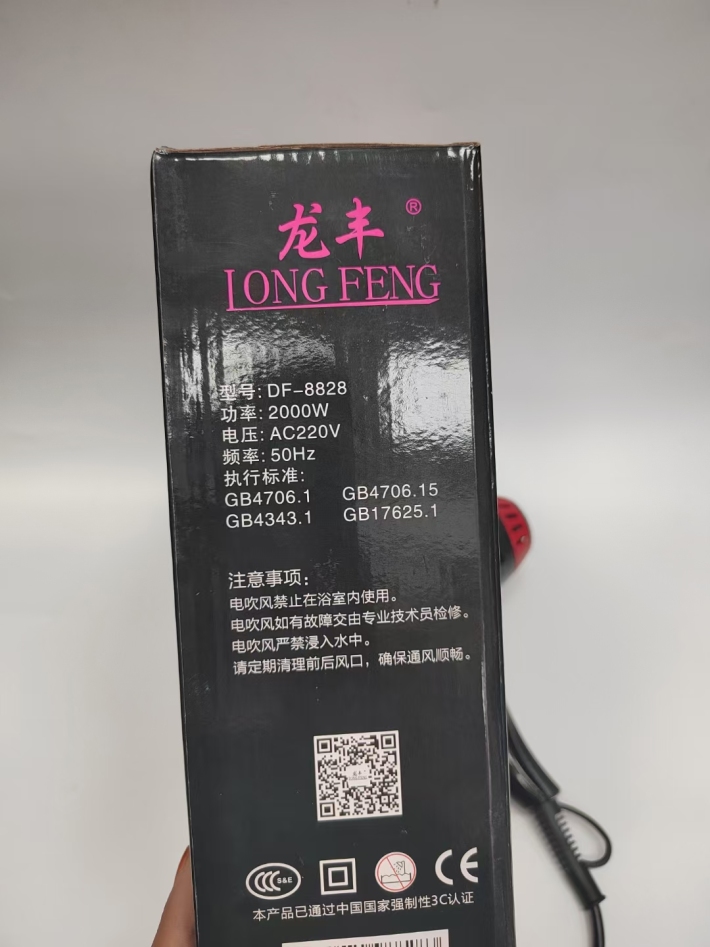 龙丰®
LONG FENG
型号: DF-8828
功率: 2000W
电压: AC220V
频率: 50Hz
执行标准:
GB4706.1 GB4706.15
GB4343.1 GB17625.1
注意事项:
电吹风禁止在浴室内使用。
电吹风如有故障交由专业技术员检修。
电吹风严禁浸入水中。
请定期清理前后风口，确保通风顺畅。
龙丰
CCC S&E CE
本产品已通过中国国家强制性3C认证